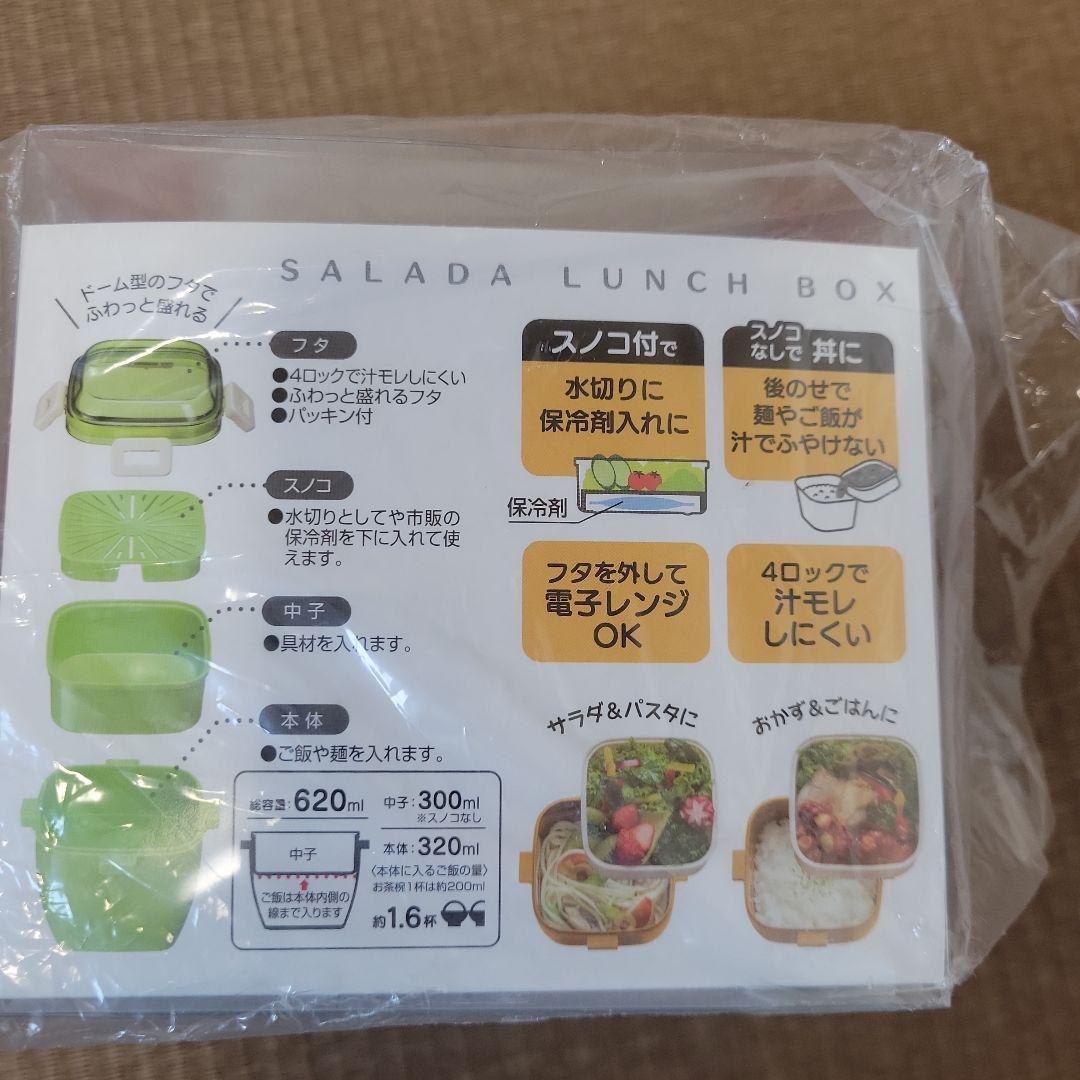 SALADA LUNCH BOX
ドーム型のフタで
ふわっと盛れる
フタ
●4ロックで汁モレしにくい
●ふわっと盛れるフタ
●パッキン付
スノコ
●水切りとしてや市販の
保冷剤を下に入れて使
えます。
中子
●具材を入れます。
本体
●ご飯や麺を入れます。
総容量:620ml
中子:300ml
※スノコなし
本体:320ml
〈本体に入るご飯の量〉
お茶碗1杯は約200ml
約1.6杯
中子
ご飯は本体内側の
線まで入ります
スノコ付で
水切りに
保冷剤入れに
保冷剤
スノコ
なしで 丼に
後のせで
麺やご飯が
汁でふやけない
フタを外して
電子レンジ
OK
4ロックで
汁モレ
しにくい
サラダ&パスタに
おかず&ごはんに